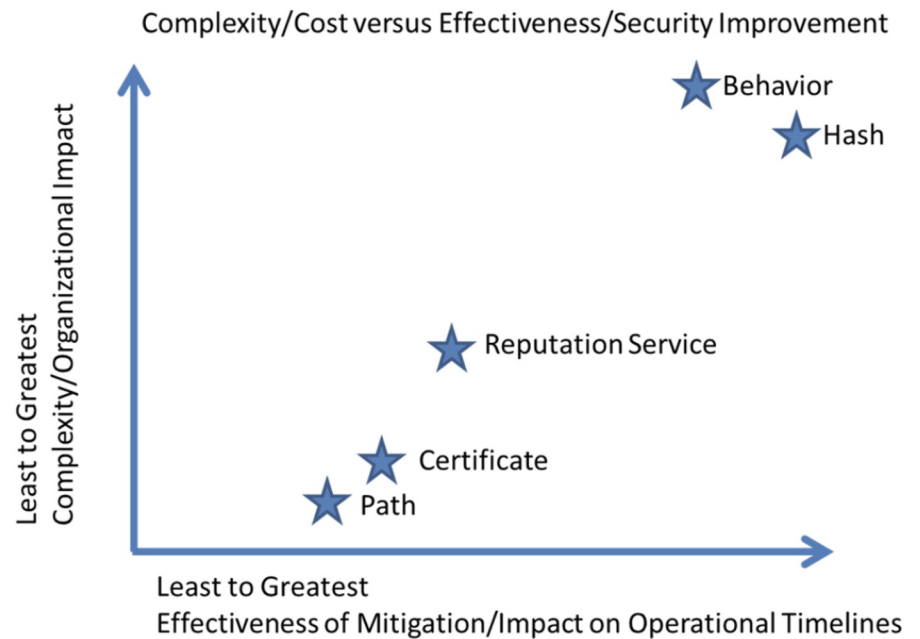 Complexity/Cost versus Effectiveness/Security Improvement
Behavior
Hash
Least to Greatest
Complexity/Organizational Impact
Reputation Service
Certificate
Path
Least to Greatest
Effectiveness of Mitigation/Impact on Operational Timelines